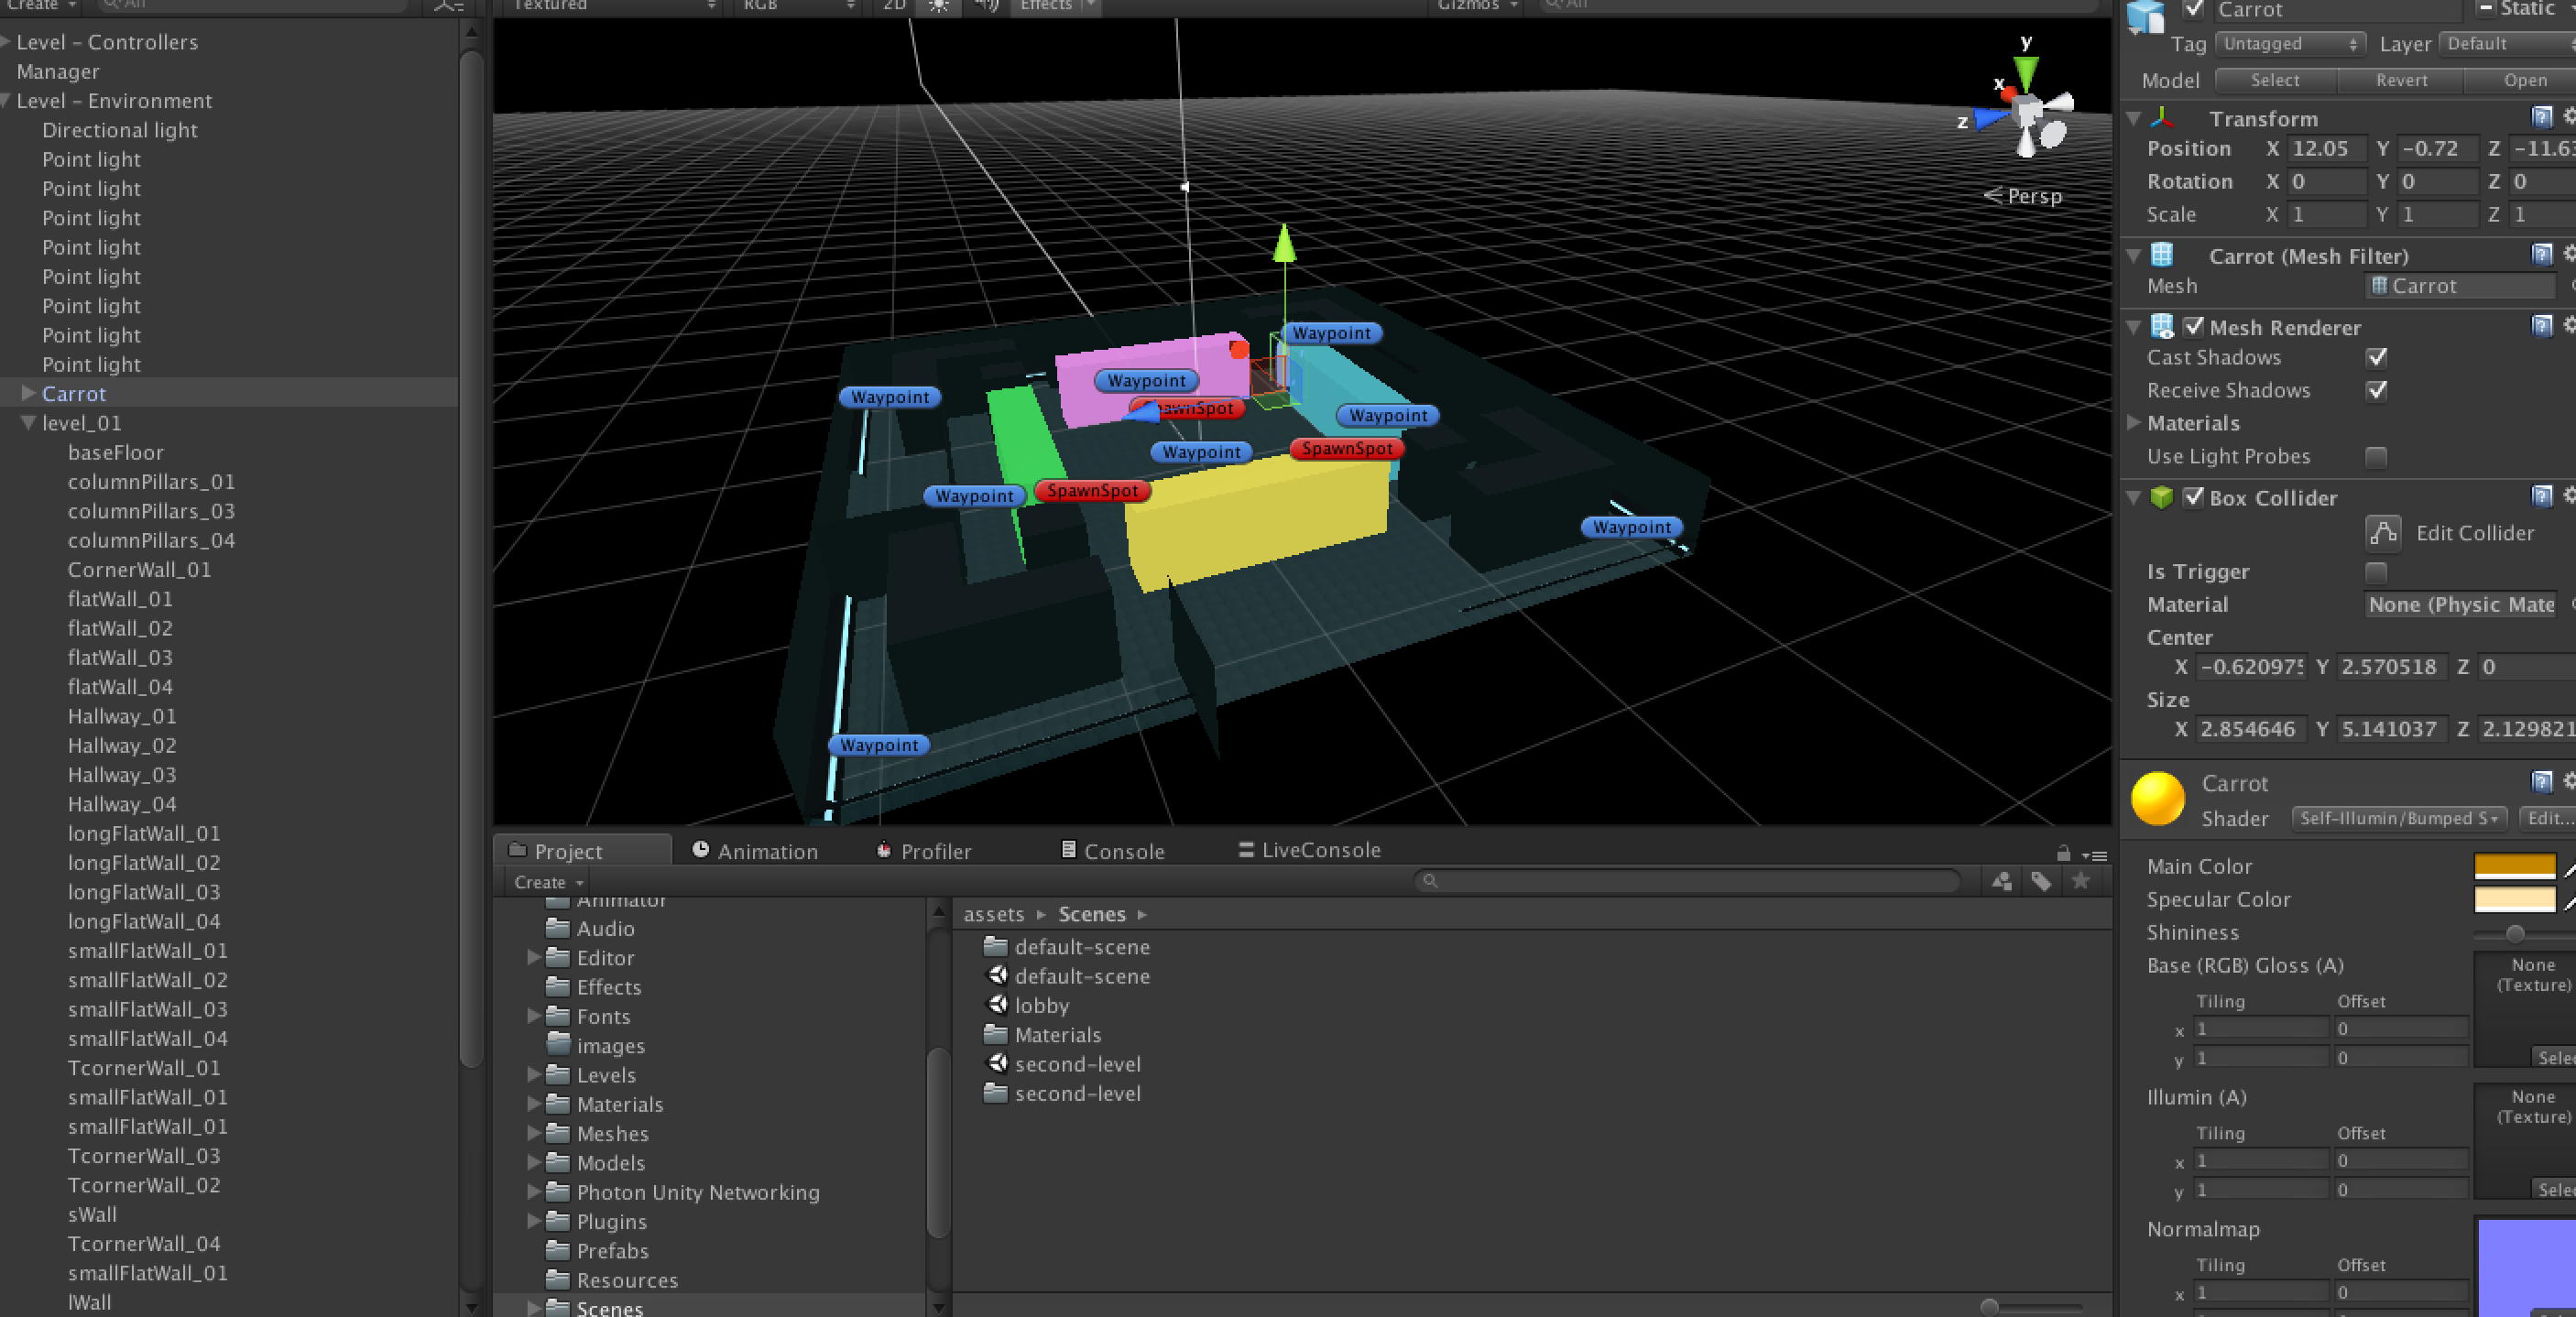 Create
All
Level - Controllers
Manager
Level - Environment
Directional light
Point light
Point light
Point light
Point light
Point light
Point light
Point light
Point light
Carrot
level_01
baseFloor
columnPillars_01
columnPillars_03
columnPillars_04
CornerWall_01
flatWall_01
flatWall_02
flatWall_03
flatWall_04
Hallway_01
Hallway_02
Hallway_03
Hallway_04
longFlatWall_01
longFlatWall_02
longFlatWall_03
longFlatWall_04
smallFlatWall_01
smallFlatWall_02
smallFlatWall_03
smallFlatWall_04
TcornerWall_01
smallFlatWall_01
smallFlatWall_01
TcornerWall_03
TcornerWall_02
sWall
TcornerWall_04
smallFlatWall_01
lWall
Textured RGB 2D Effects Gizmos All
y
x
z
Persp
Waypoint
Waypoint
Waypoint
SpawnSpot
Waypoint
Waypoint
SpawnSpot
Waypoint
SpawnSpot
Waypoint
Waypoint
Project Animation Profiler Console LiveConsole
Create
Animator
Audio
Editor
Effects
Fonts
images
Levels
Materials
Meshes
Models
Photon Unity Networking
Plugins
Prefabs
Resources
Scenes
assets Scenes
default-scene
default-scene
lobby
Materials
second-level
second-level
Carrot Static
Tag Untagged Layer Default
Model Select Revert Open
Transform
Position X 12.05 Y -0.72 Z -11.63
Rotation X 0 Y 0 Z 0
Scale X 1 Y 1 Z 1
Carrot (Mesh Filter)
Mesh Carrot
Mesh Renderer
Cast Shadows
Receive Shadows
Materials
Use Light Probes
Box Collider
Edit Collider
Is Trigger
Material None (Physic Mate
Center
X -0.620975 Y 2.570518 Z 0
Size
X 2.854646 Y 5.141037 Z 2.129821
Carrot
Shader Self-Illumin/Bumped S Edit...
Main Color
Specular Color
Shininess
Base (RGB) Gloss (A) None
(Texture)
Tiling Offset
x 1 0
y 1 0 Selec
Illumin (A) None
(Texture)
Tiling Offset
x 1 0
y 1 0 Selec
Normalmap
Tiling Offset
x 1 0